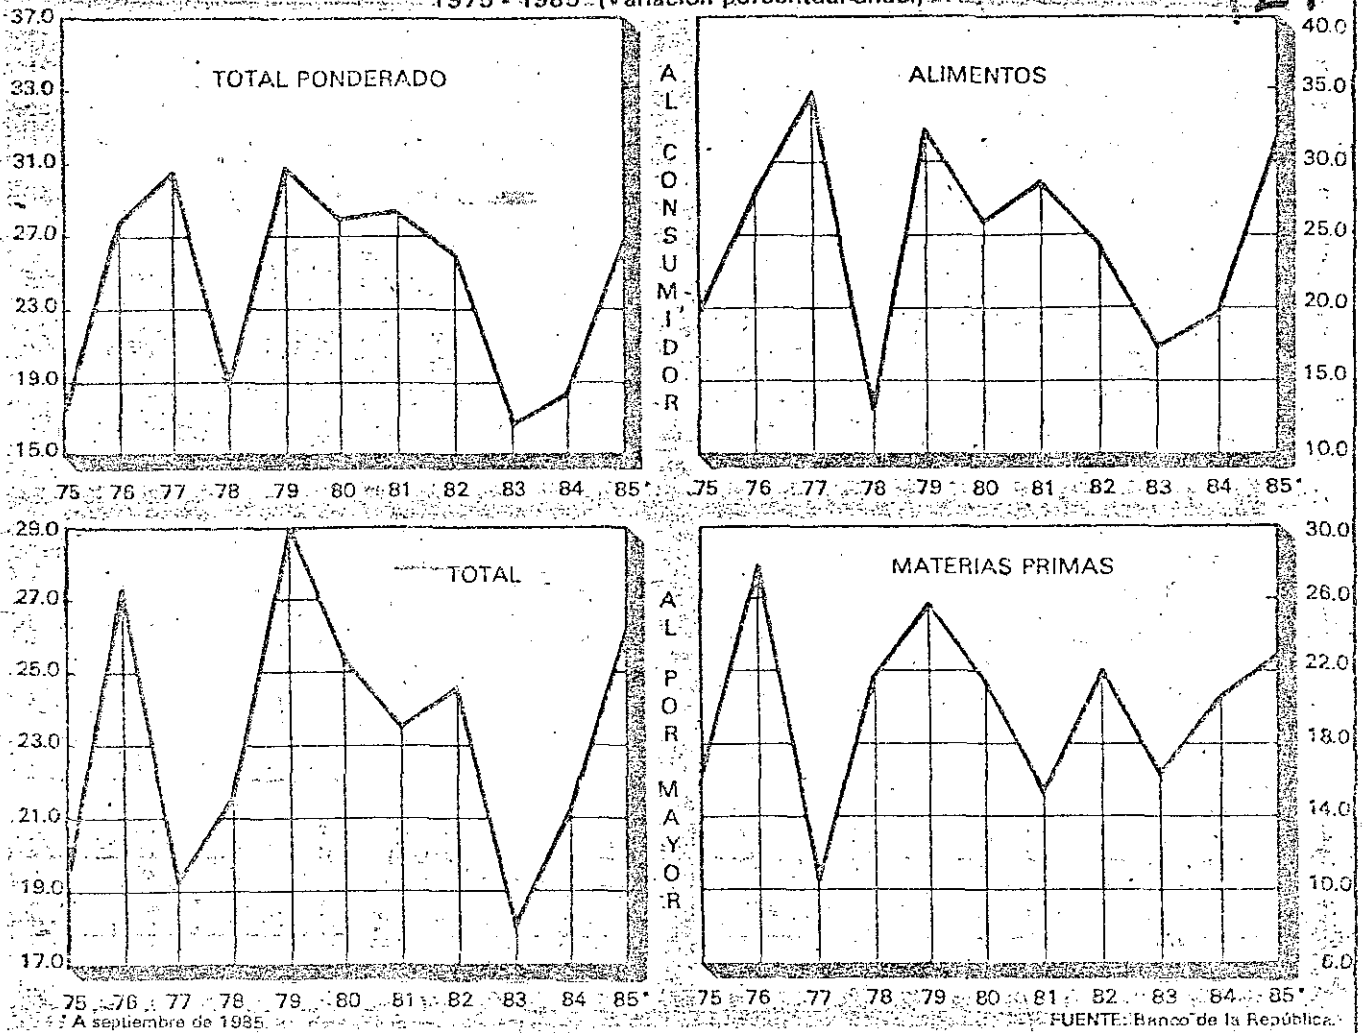 1975 - 1985 (Variación porcentual anual)
TOTAL PONDERADO
37.0
33.0
31.0
27.0
23.0
19.0
15.0
75 76 77 78 79 80 81 82 83 84 85*
AL CONSUMIDOR
ALIMENTOS
40.0
35.0
30.0
25.0
20.0
15.0
10.0
75 76 77 78 79 80 81 82 83 84 85*
TOTAL
29.0
27.0
25.0
23.0
21.0
19.0
17.0
75 76 77 78 79 80 81 82 83 84 85*
AL POR MAYOR
MATERIAS PRIMAS
30.0
26.0
22.0
18.0
14.0
10.0
6.0
75 76 77 78 79 80 81 82 83 84 85*
* A septiembre de 1985
FUENTE: Banco de la República.